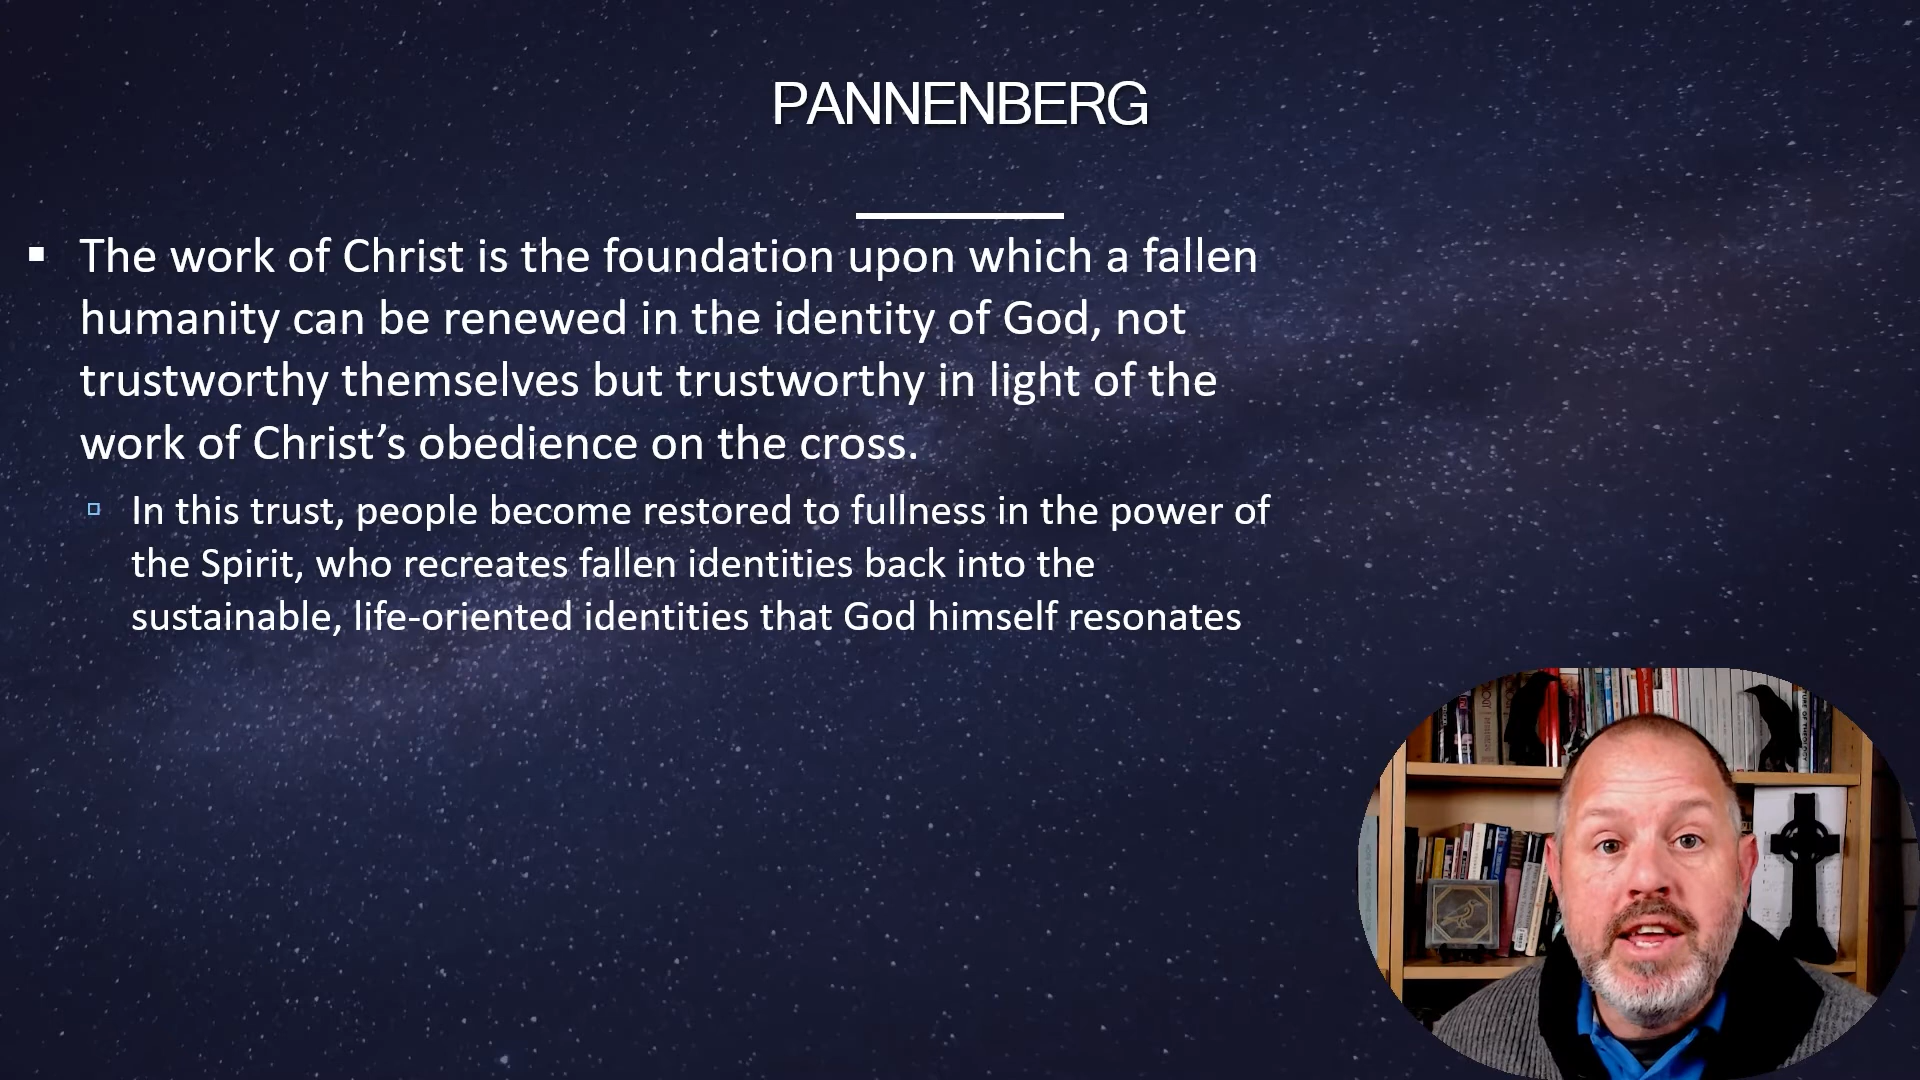 PANNENBERG
The work of Christ is the foundation upon which a fallen
humanity can be renewed in the identity of God, not
trustworthy themselves but trustworthy in light of the
work of Christ’s obedience on the cross.
In this trust, people become restored to fullness in the power of
the Spirit, who recreates fallen identities back into the
sustainable, life-oriented identities that God himself resonates